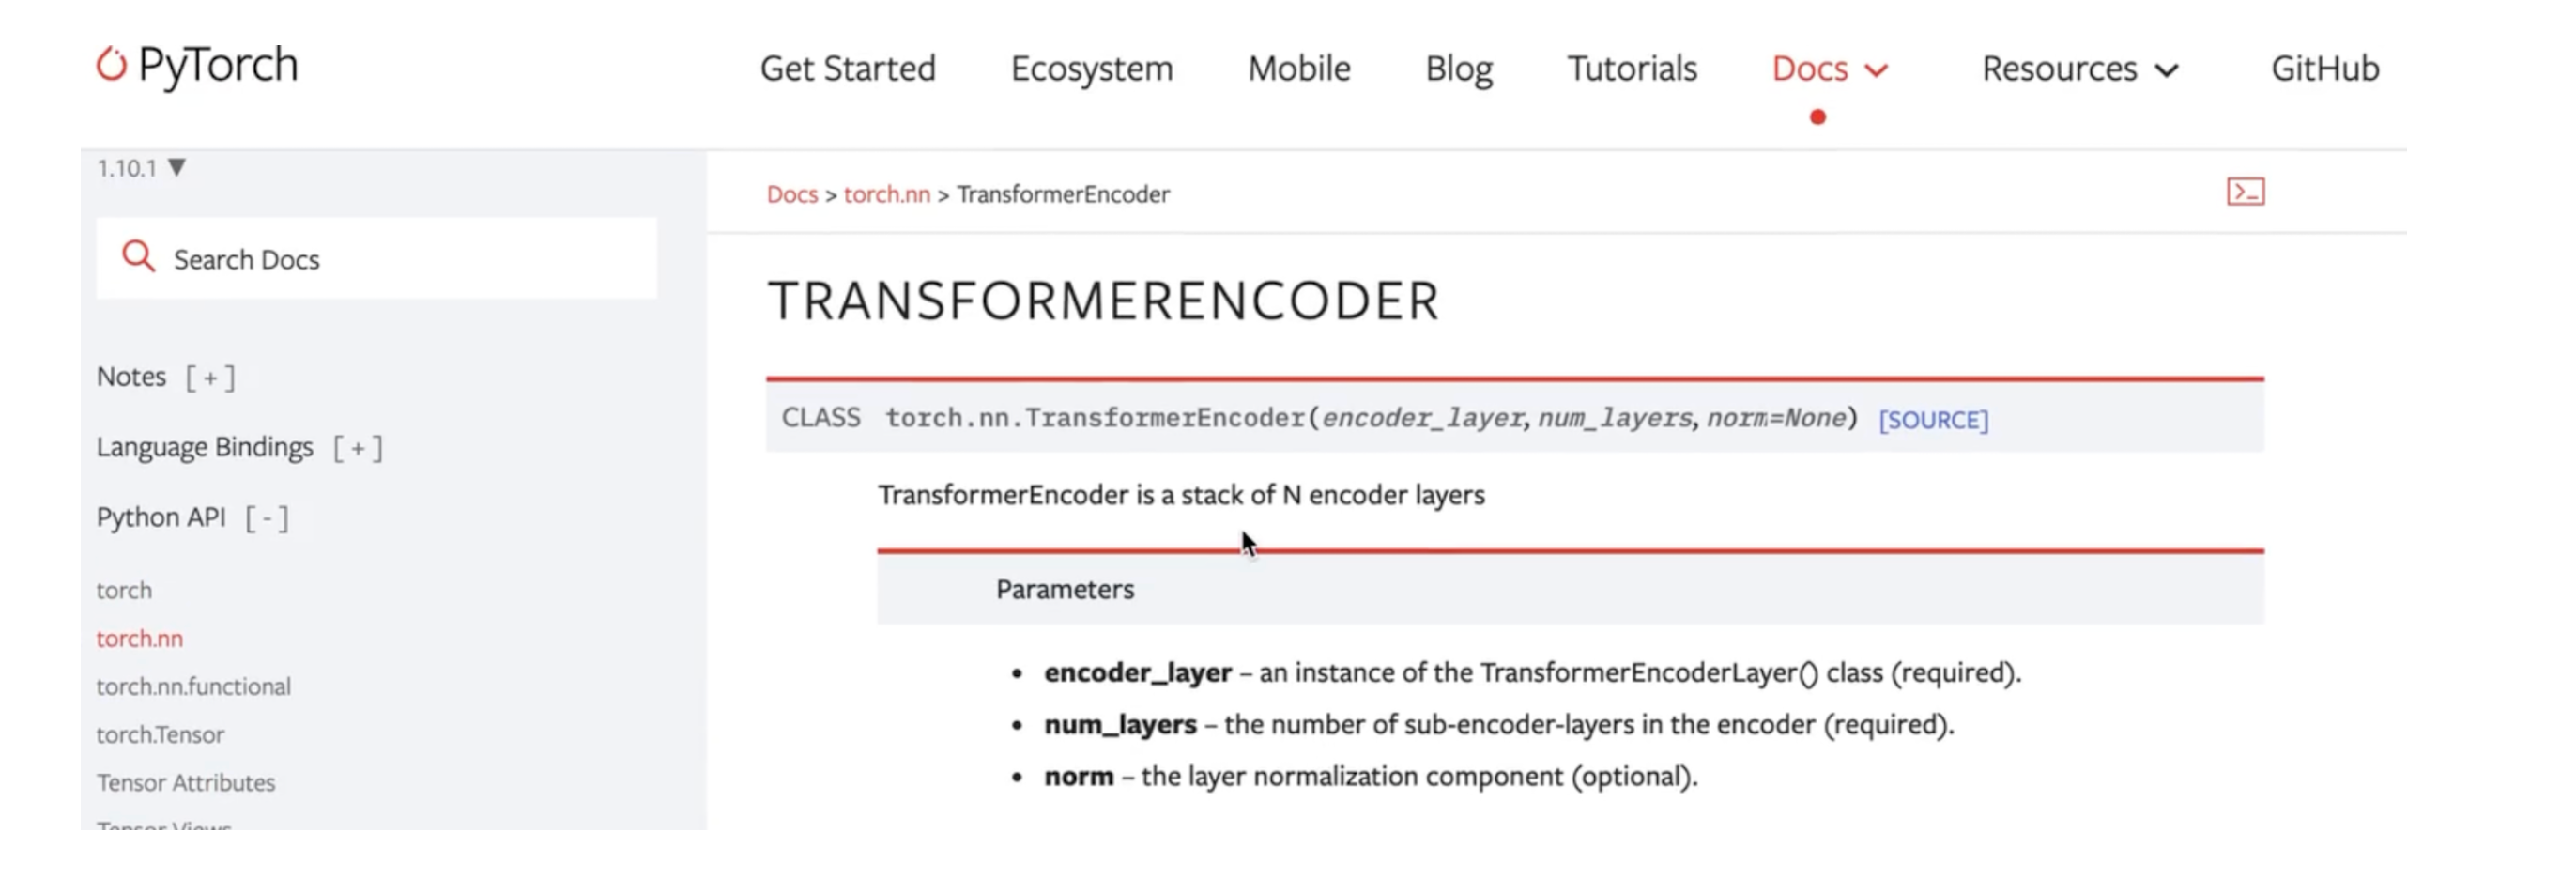 PyTorch
Get Started Ecosystem Mobile Blog Tutorials Docs Resources GitHub
1.10.1 ▼
Search Docs
Notes [ + ]
Language Bindings [ + ]
Python API [ - ]
torch
torch.nn
torch.nn.functional
torch.Tensor
Tensor Attributes
Tensor Views
Docs > torch.nn > TransformerEncoder
>_
TRANSFORMERENCODER
CLASS torch.nn.TransformerEncoder(encoder_layer, num_layers, norm=None) [SOURCE]
TransformerEncoder is a stack of N encoder layers
Parameters
• encoder_layer – an instance of the TransformerEncoderLayer() class (required).
• num_layers – the number of sub-encoder-layers in the encoder (required).
• norm – the layer normalization component (optional).